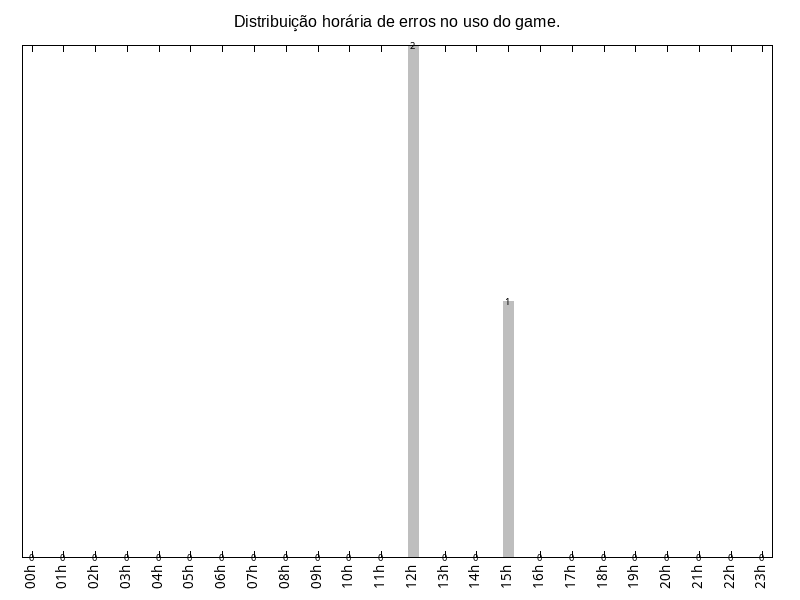 Distribuição horária de erros no uso do game.
2
1
0 0 0 0 0 0 0 0 0 0 0 0 0 0 0 0 0 0 0 0 0 0
00h 01h 02h 03h 04h 05h 06h 07h 08h 09h 10h 11h 12h 13h 14h 15h 16h 17h 18h 19h 20h 21h 22h 23h